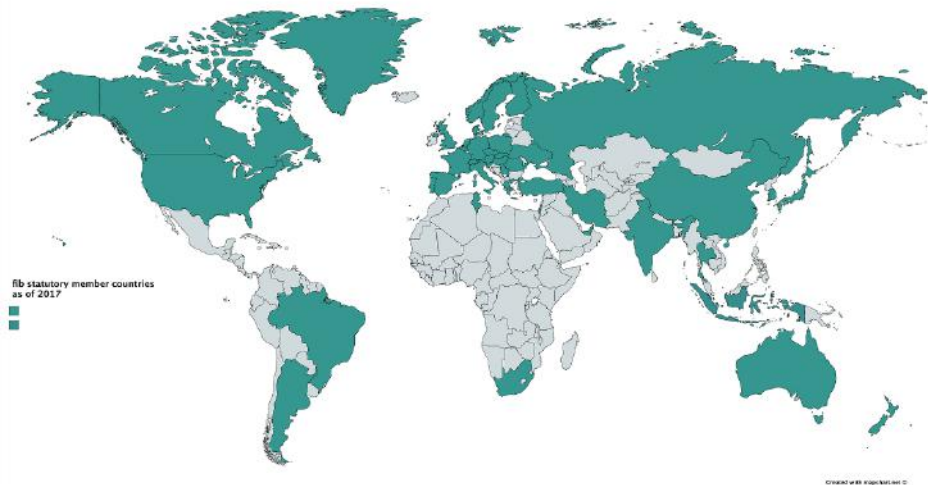 fib statutory member countries
as of 2017
Created with mapchart.net ©